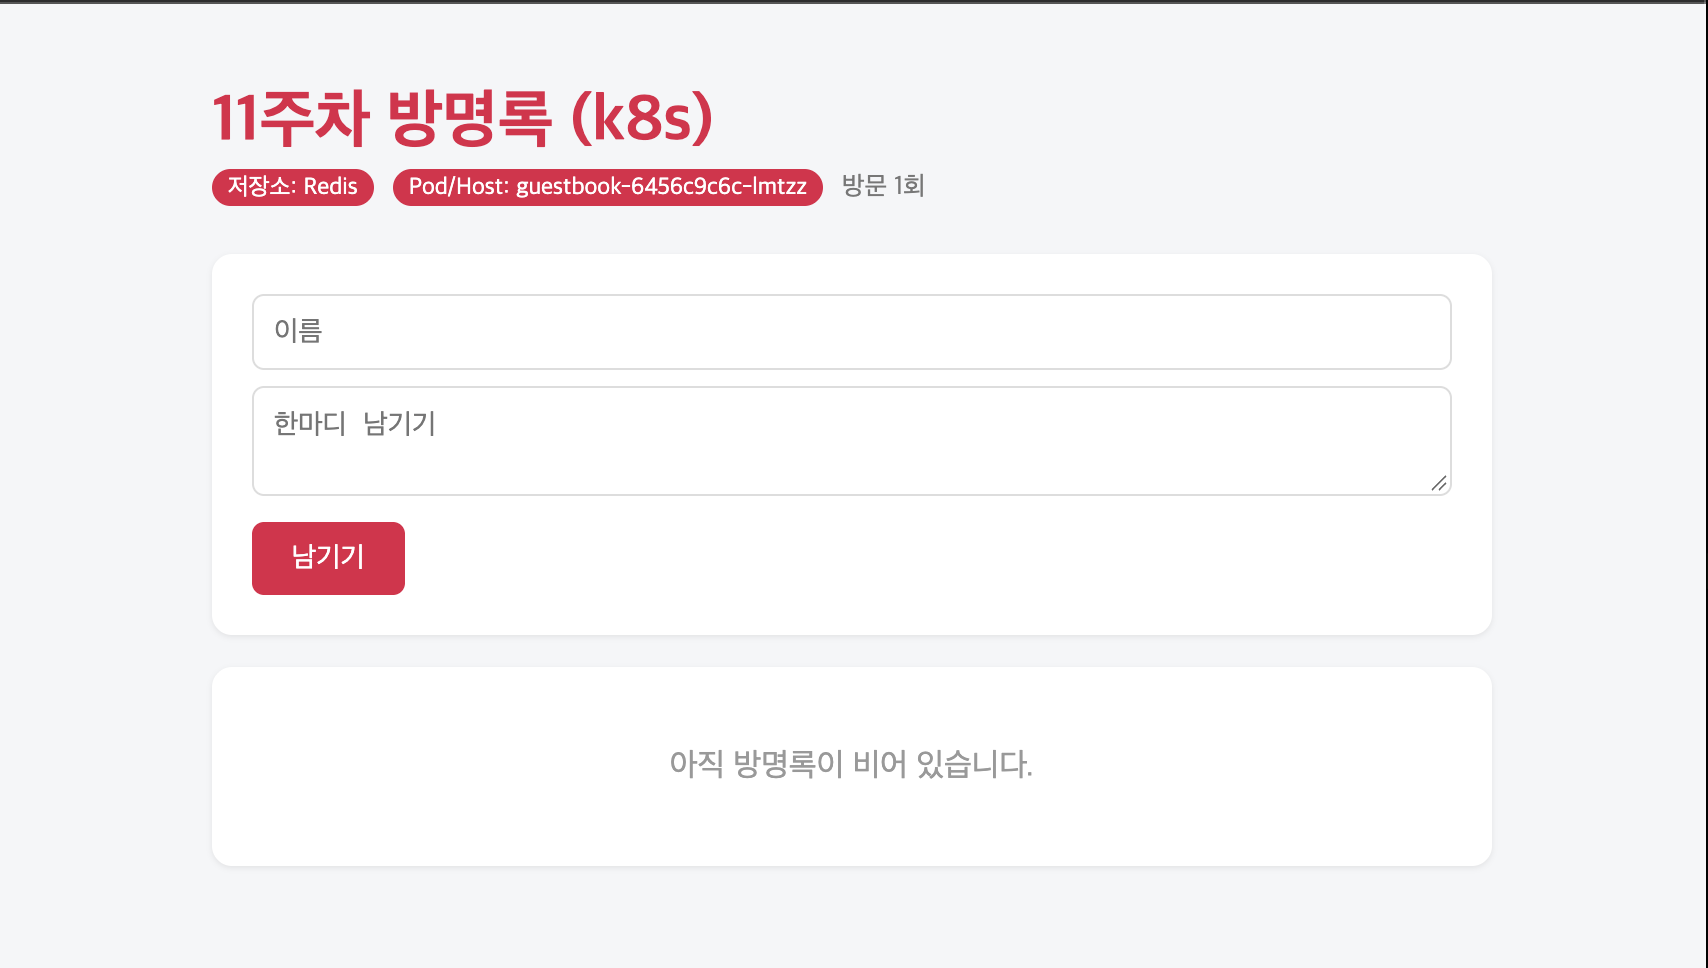 11주차 방명록 (k8s)
저장소: Redis Pod/Host: guestbook-6456c9c6c-lmtzz 방문 1회
이름
한마디 남기기
남기기
아직 방명록이 비어 있습니다.